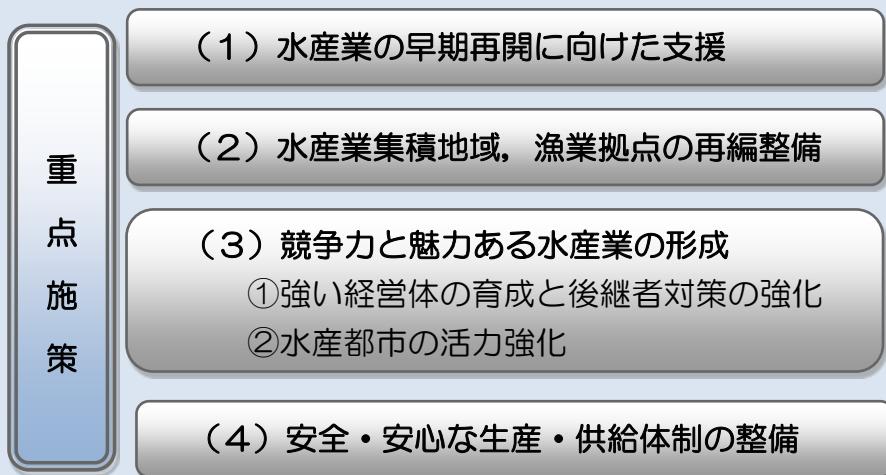 重点施策
（１）水産業の早期再開に向けた支援
（２）水産業集積地域，漁業拠点の再編整備
（３）競争力と魅力ある水産業の形成
①強い経営体の育成と後継者対策の強化
②水産都市の活力強化
（４）安全・安心な生産・供給体制の整備